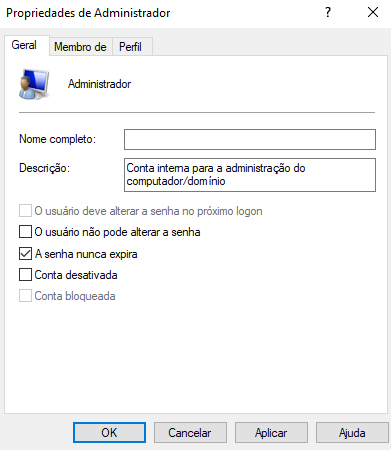 Propriedades de Administrador
?
Geral Membro de Perfil
Administrador
Nome completo:
Descrição: Conta interna para a administração do
computador/domínio
O usuário deve alterar a senha no próximo logon
O usuário não pode alterar a senha
A senha nunca expira
Conta desativada
Conta bloqueada
OK Cancelar Aplicar Ajuda